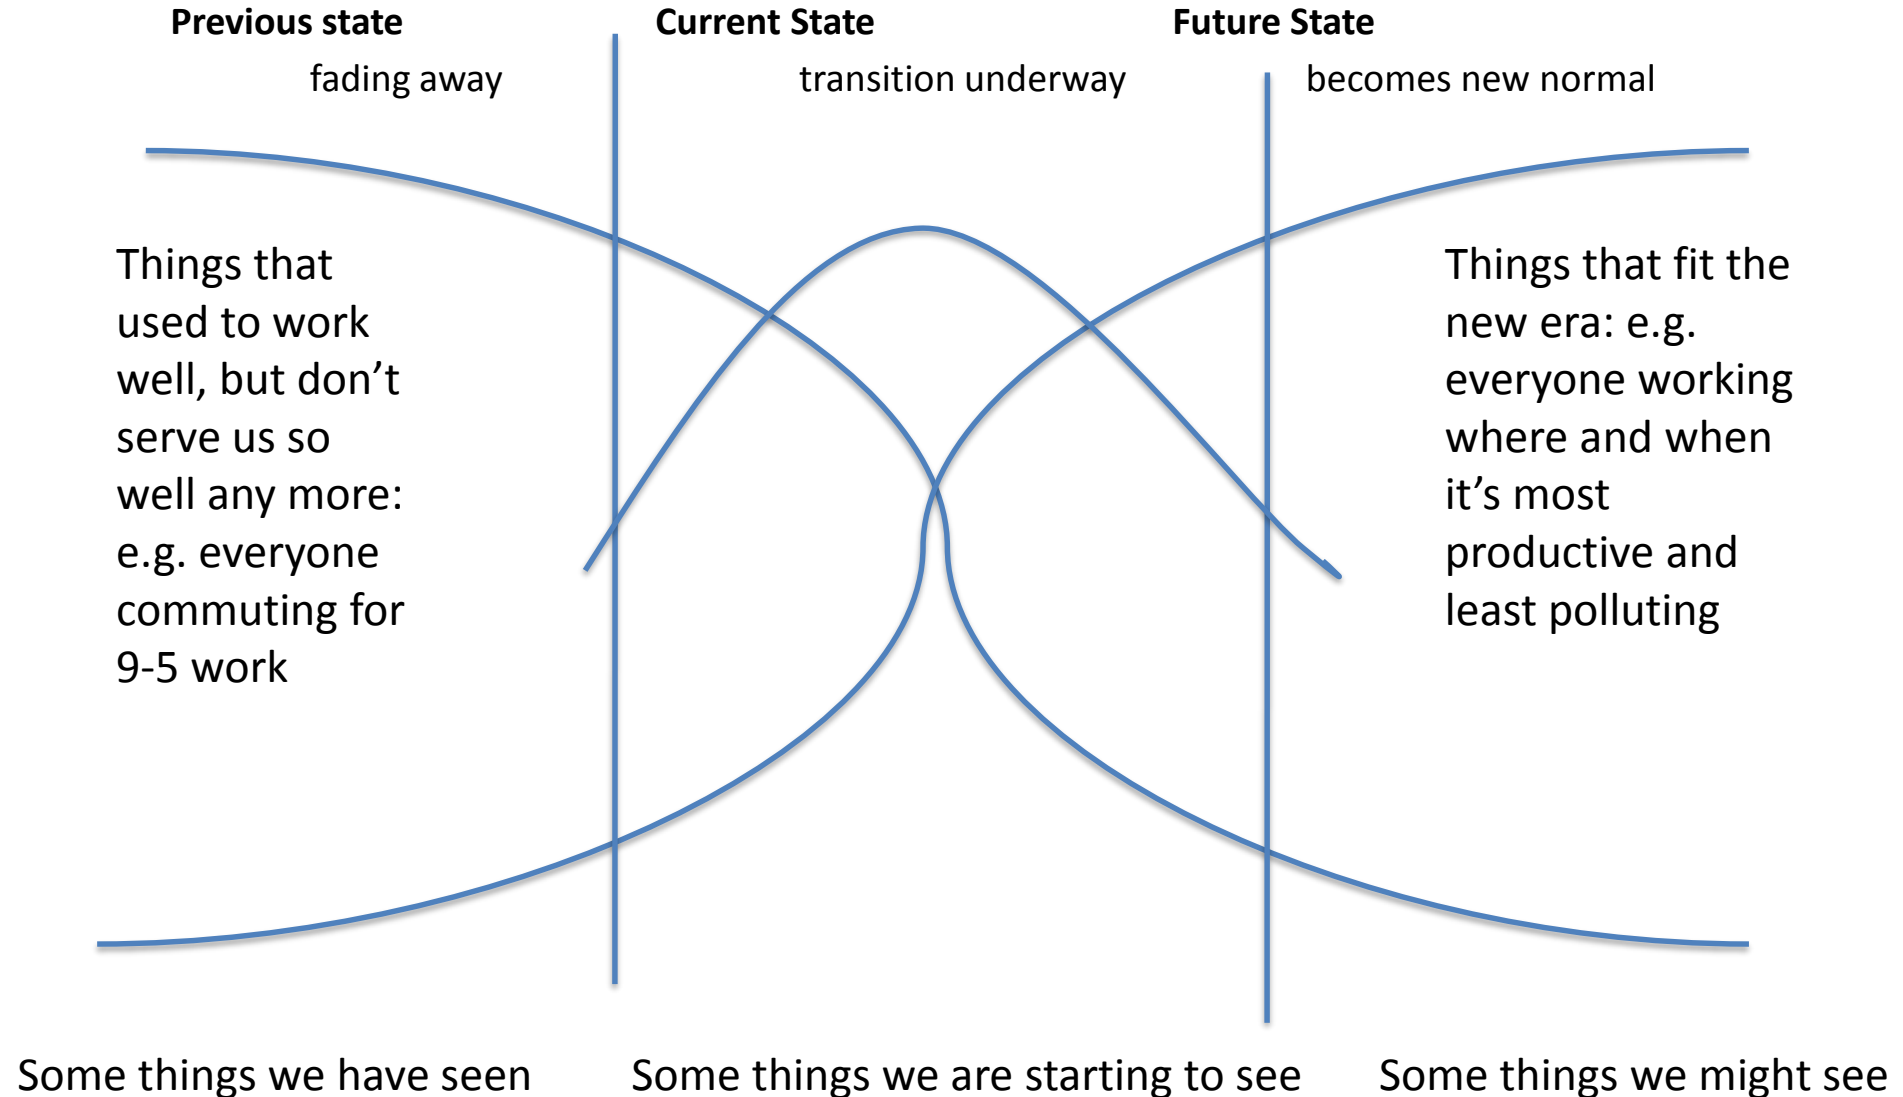 Previous state
Current State
Future State
fading away
transition underway
becomes new normal
Things that
used to work
well, but don’t
serve us so
well any more:
e.g. everyone
commuting for
9-5 work
Things that fit the
new era: e.g.
everyone working
where and when
it’s most
productive and
least polluting
Some things we have seen
Some things we are starting to see
Some things we might see